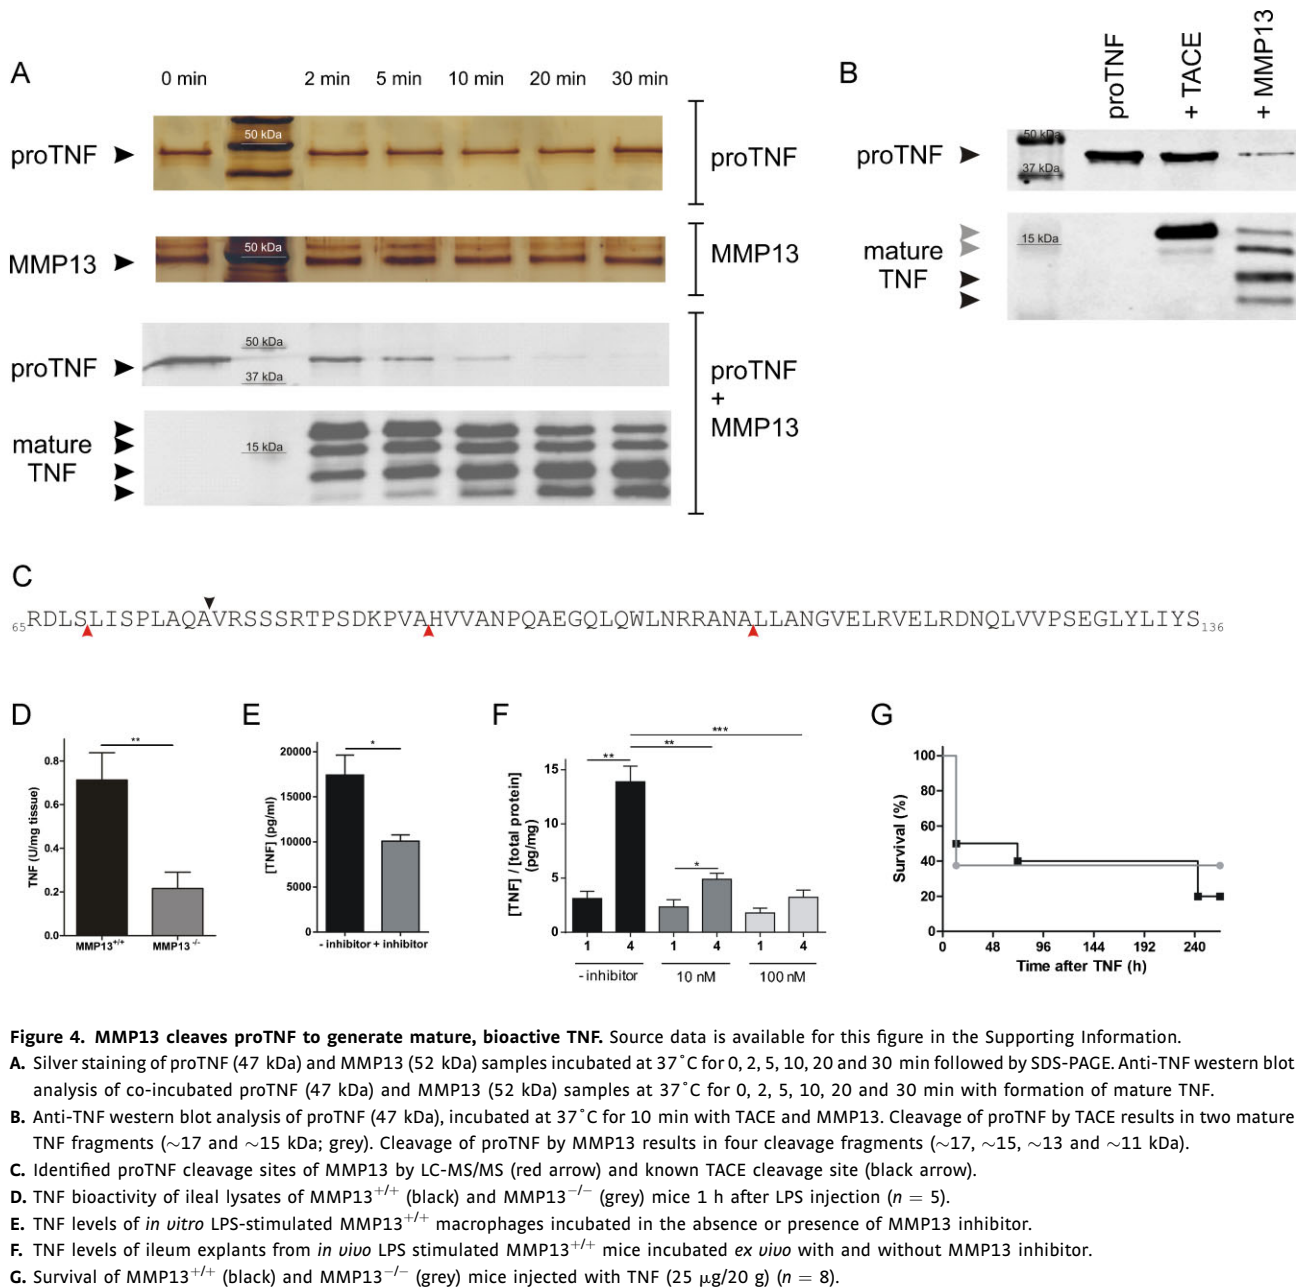 A
0 min
2 min
5 min
10 min
20 min
30 min
proTNF
50 kDa
proTNF
MMP13
50 kDa
MMP13
proTNF
50 kDa
37 kDa
mature
TNF
15 kDa
proTNF
+
MMP13
B
proTNF
+ TACE
+ MMP13
proTNF
50 kDa
37 kDa
mature
TNF
15 kDa
C
65RDLSLISPLAQAVRSSSRTPSDKPVAHVVANPQAEGQLQWLNRRANALLANGVELRVELRDNQLVVPSEGLYLIYS136
D
TNF (U/mg tissue)
0.8
0.6
0.4
0.2
0.0
**
MMP13+/+
MMP13 -/-
E
[TNF] (pg/ml)
20000
15000
10000
5000
0
*
- inhibitor + inhibitor
F
[TNF] / [total protein]
(pg/mg)
15
10
5
0
**
***
**
*
1 4 1 4 1 4
- inhibitor 10 nM 100 nM
G
Survival (%)
100
80
60
40
20
0
0 48 96 144 192 240
Time after TNF (h)
Figure 4. MMP13 cleaves proTNF to generate mature, bioactive TNF. Source data is available for this figure in the Supporting Information.
A. Silver staining of proTNF (47 kDa) and MMP13 (52 kDa) samples incubated at 37˚C for 0, 2, 5, 10, 20 and 30 min followed by SDS-PAGE. Anti-TNF western blot
analysis of co-incubated proTNF (47 kDa) and MMP13 (52 kDa) samples at 37˚C for 0, 2, 5, 10, 20 and 30 min with formation of mature TNF.
B. Anti-TNF western blot analysis of proTNF (47 kDa), incubated at 37˚C for 10 min with TACE and MMP13. Cleavage of proTNF by TACE results in two mature
TNF fragments (∼17 and ∼15 kDa; grey). Cleavage of proTNF by MMP13 results in four cleavage fragments (∼17, ∼15, ∼13 and ∼11 kDa).
C. Identified proTNF cleavage sites of MMP13 by LC-MS/MS (red arrow) and known TACE cleavage site (black arrow).
D. TNF bioactivity of ileal lysates of MMP13+/+ (black) and MMP13−/− (grey) mice 1 h after LPS injection (n = 5).
E. TNF levels of in vitro LPS-stimulated MMP13+/+ macrophages incubated in the absence or presence of MMP13 inhibitor.
F. TNF levels of ileum explants from in vivo LPS stimulated MMP13+/+ mice incubated ex vivo with and without MMP13 inhibitor.
G. Survival of MMP13+/+ (black) and MMP13−/− (grey) mice injected with TNF (25 μg/20 g) (n = 8).